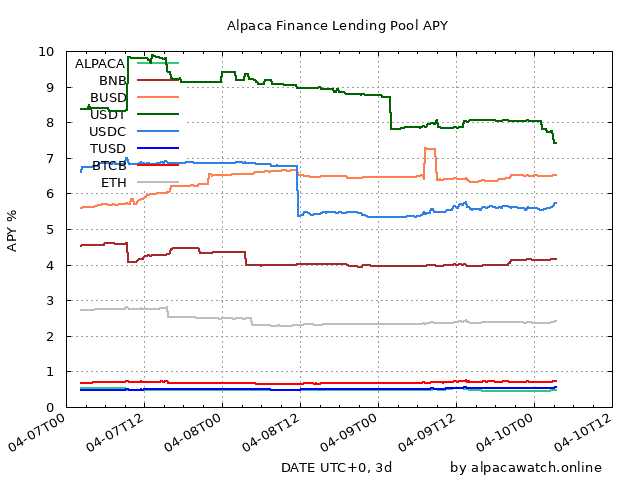 Alpaca Finance Lending Pool APY
10
9
8
7
6
5
4
3
2
1
0
APY %
ALPACA
BNB
BUSD
USDT
USDC
TUSD
BTCB
ETH
04-07T00
04-07T12
04-08T00
04-08T12
04-09T00
04-09T12
04-10T00
04-10T12
DATE UTC+0, 3d
by alpacawatch.online